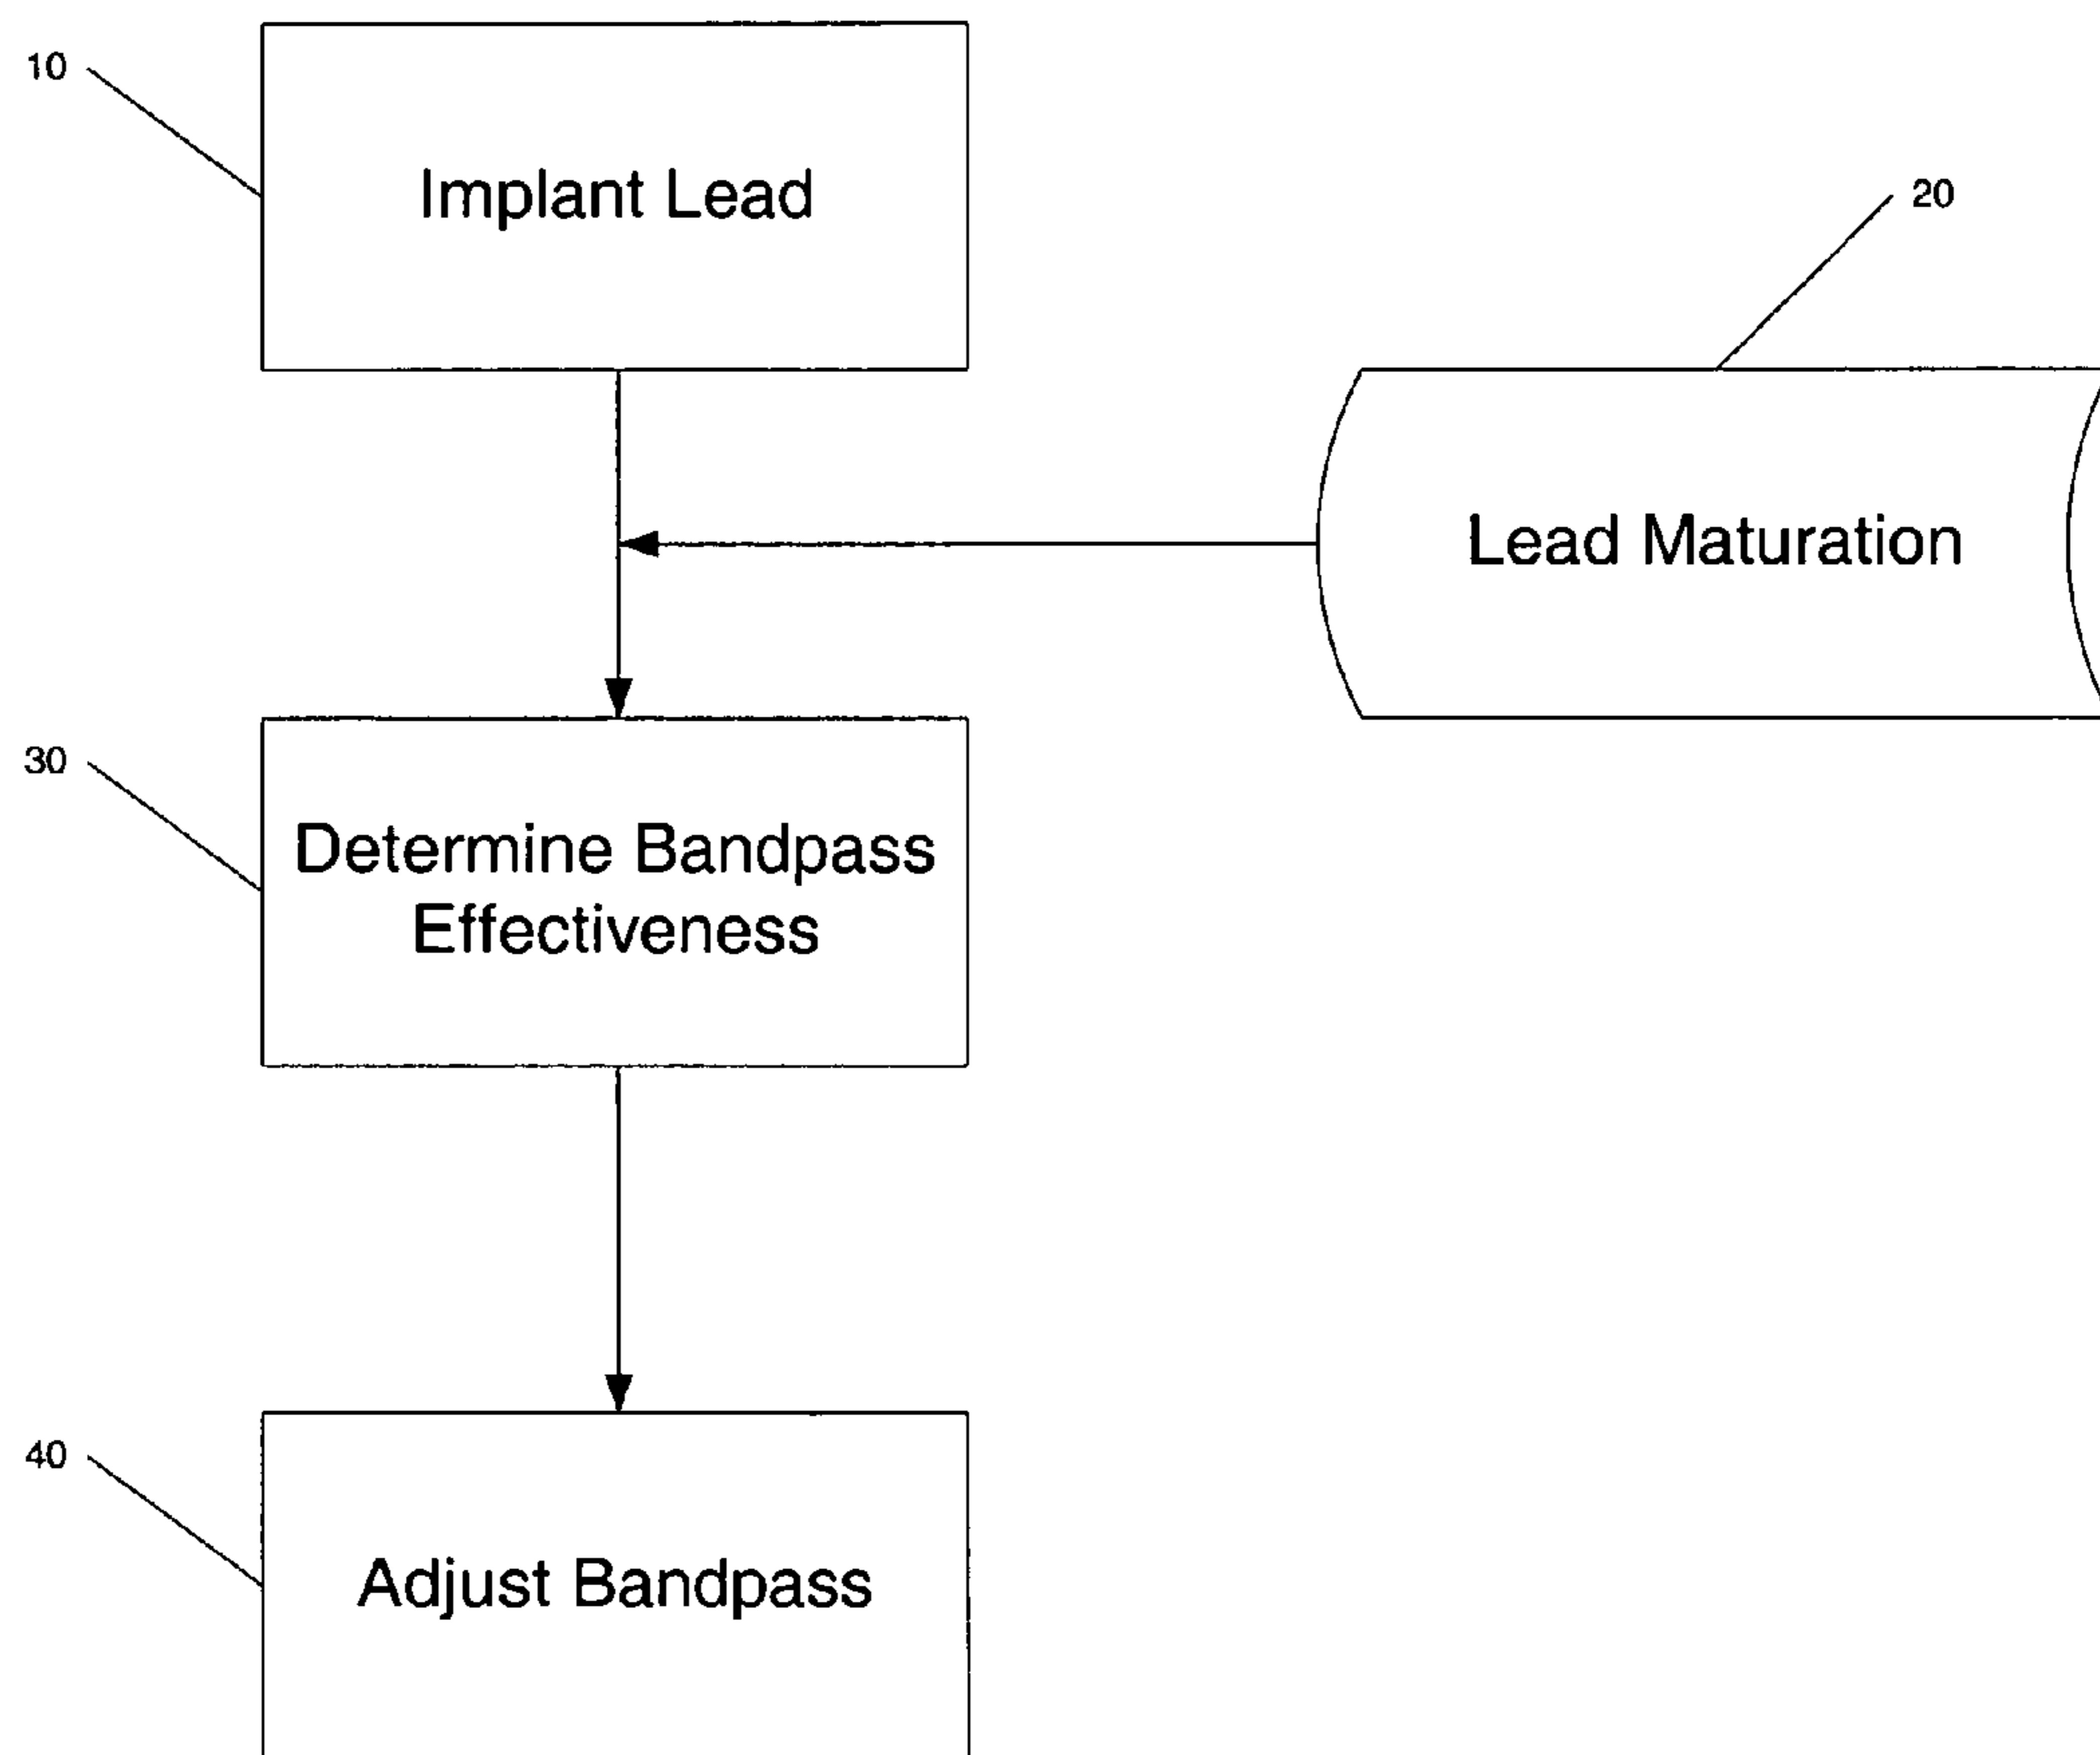 10
Implant Lead
20
Lead Maturation
30
Determine Bandpass
Effectiveness
40
Adjust Bandpass